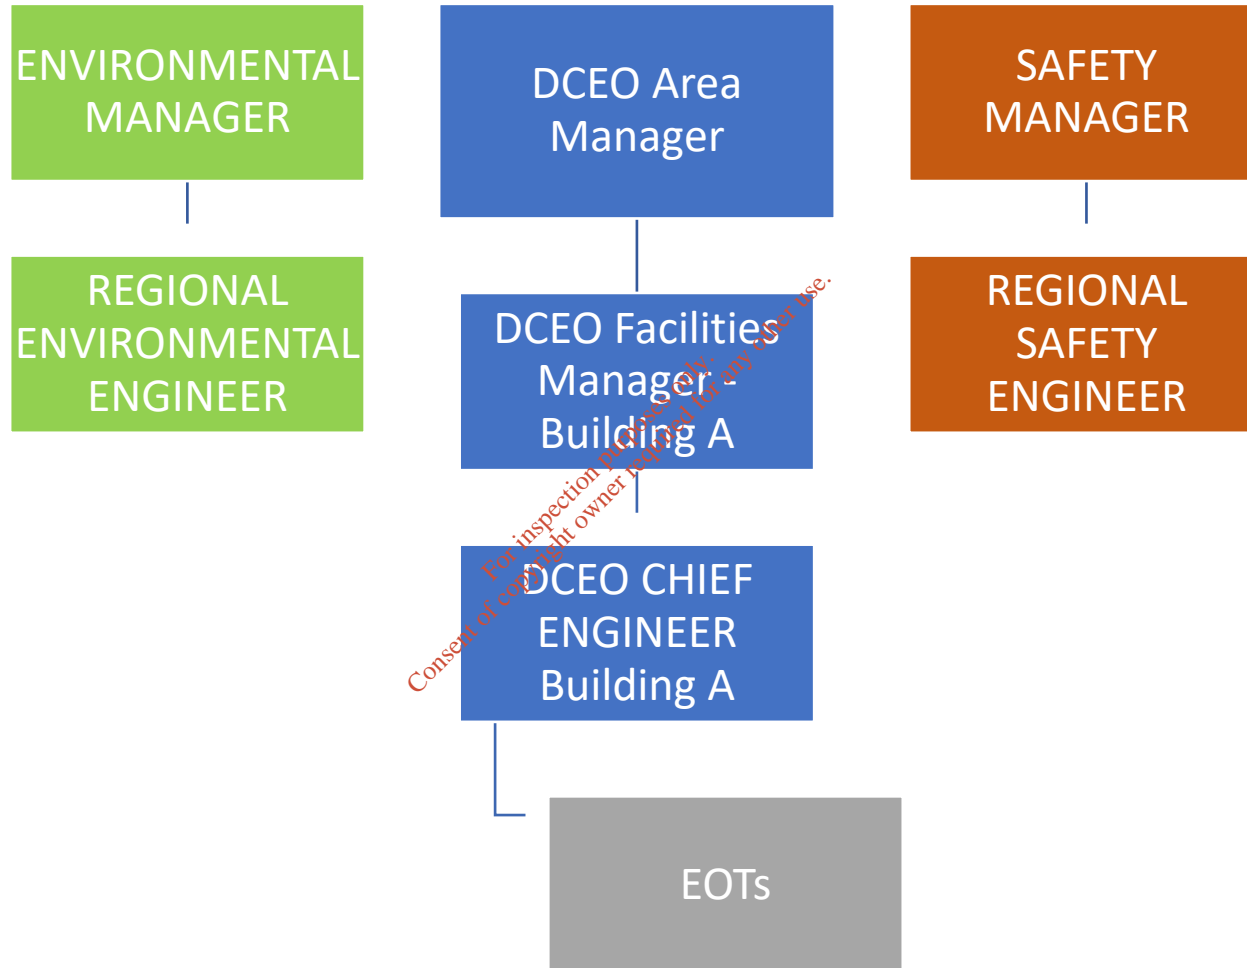 ENVIRONMENTAL
MANAGER
DCEO Area
Manager
SAFETY
MANAGER
REGIONAL
ENVIRONMENTAL
ENGINEER
DCEO Facilities
Manager -
Building A
REGIONAL
SAFETY
ENGINEER
DCEO CHIEF
ENGINEER
Building A
EOTs
For inspection purposes only.
Consent of copyright owner required for any other use.